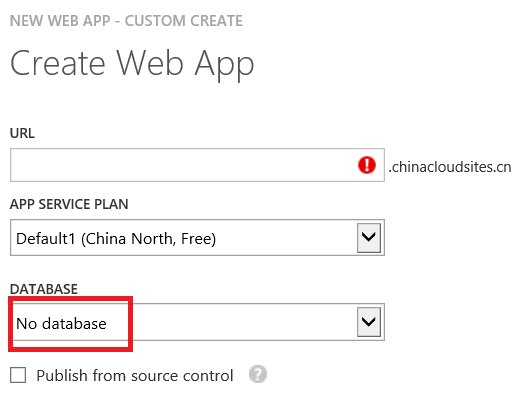 NEW WEB APP - CUSTOM CREATE
Create Web App
URL
.chinacloudsites.cn
APP SERVICE PLAN
Default1 (China North, Free)
DATABASE
No database
Publish from source control ?